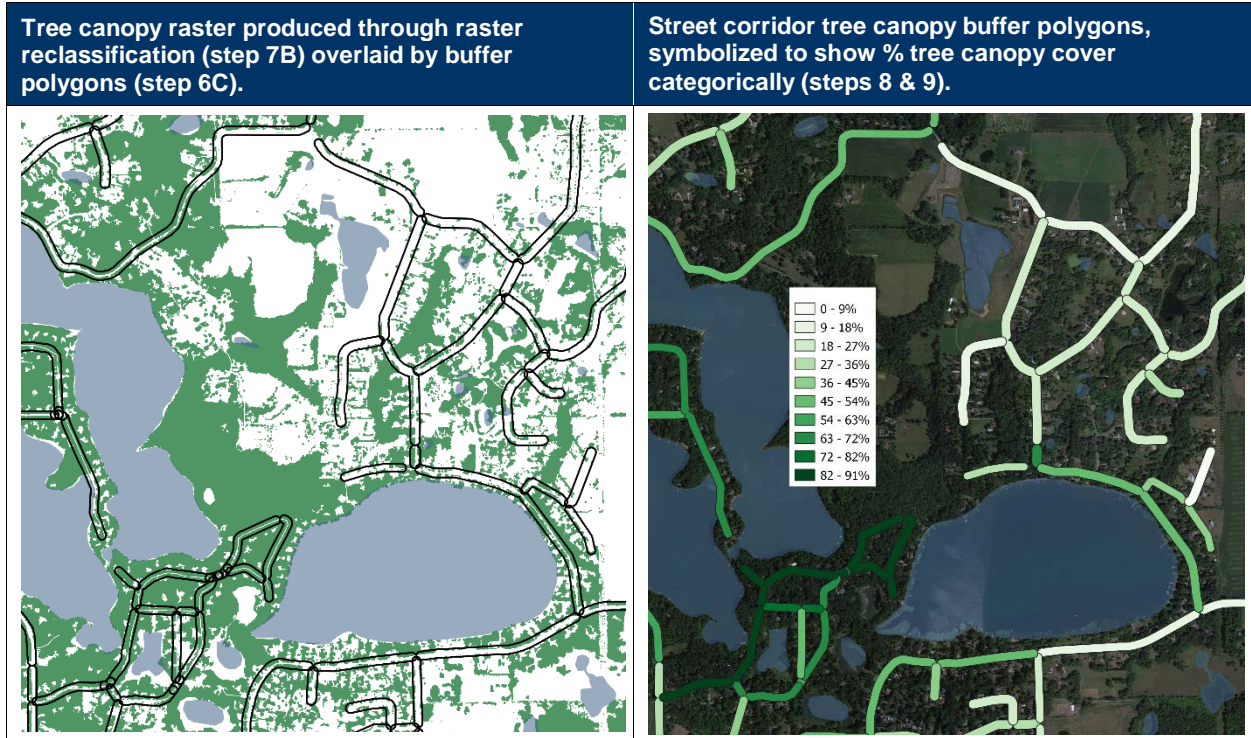 Tree canopy raster produced through raster
reclassification (step 7B) overlaid by buffer
polygons (step 6C).
Street corridor tree canopy buffer polygons,
symbolized to show % tree canopy cover
categorically (steps 8 & 9).
0 - 9%
9 - 18%
18 - 27%
27 - 36%
36 - 45%
45 - 54%
54 - 63%
63 - 72%
72 - 82%
82 - 91%